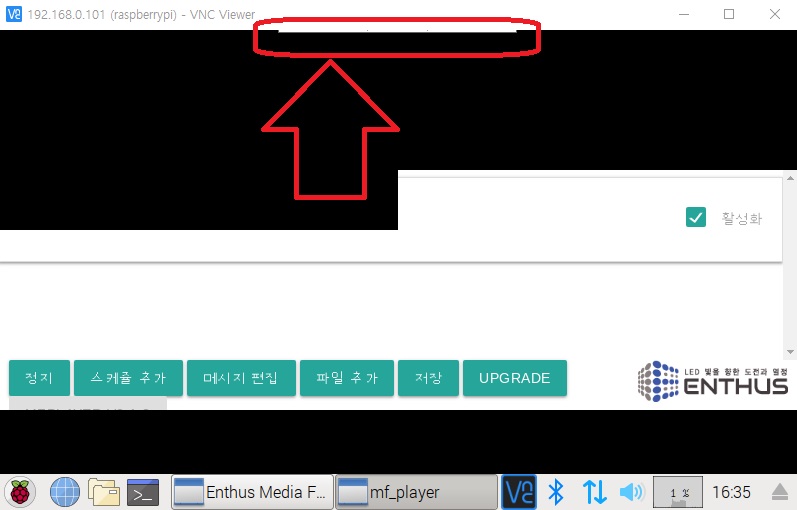 192.168.0.101 (raspberrypi) - VNC Viewer
활성화
정지
스케쥴 추가
메시지 편집
파일 추가
저장
UPGRADE
LED 빛을 향한 도전과 열정
ENTHUS
Enthus Media F...
mf_player
1 %
16:35